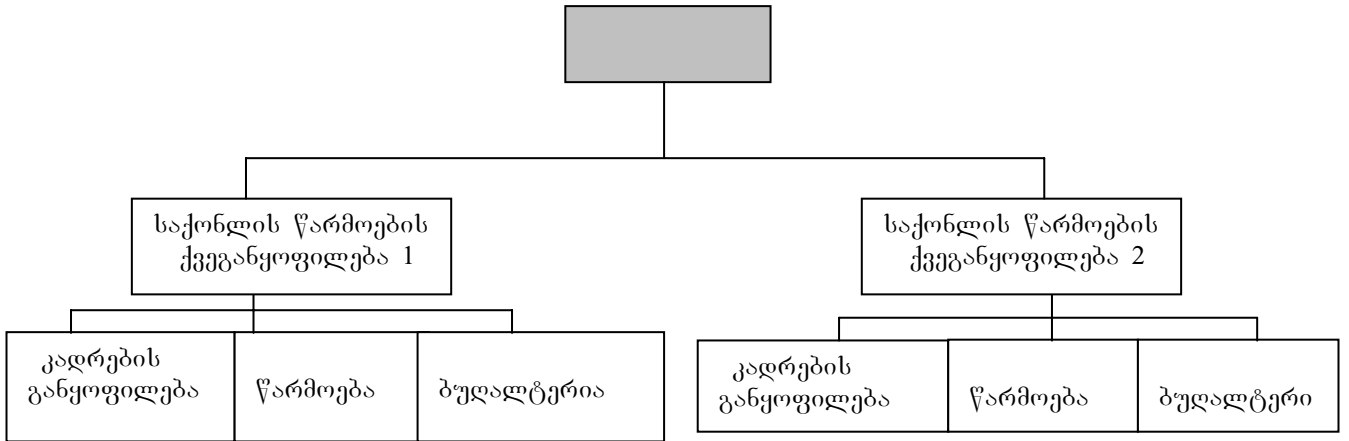 საქონლის წარმოების
ქვეგანყოფილება 1
საქონლის წარმოების
ქვეგანყოფილება 2
კადრების
განყოფილება
წარმოება
ბუღალტერია
კადრების
განყოფილება
წარმოება
ბუღალტერი